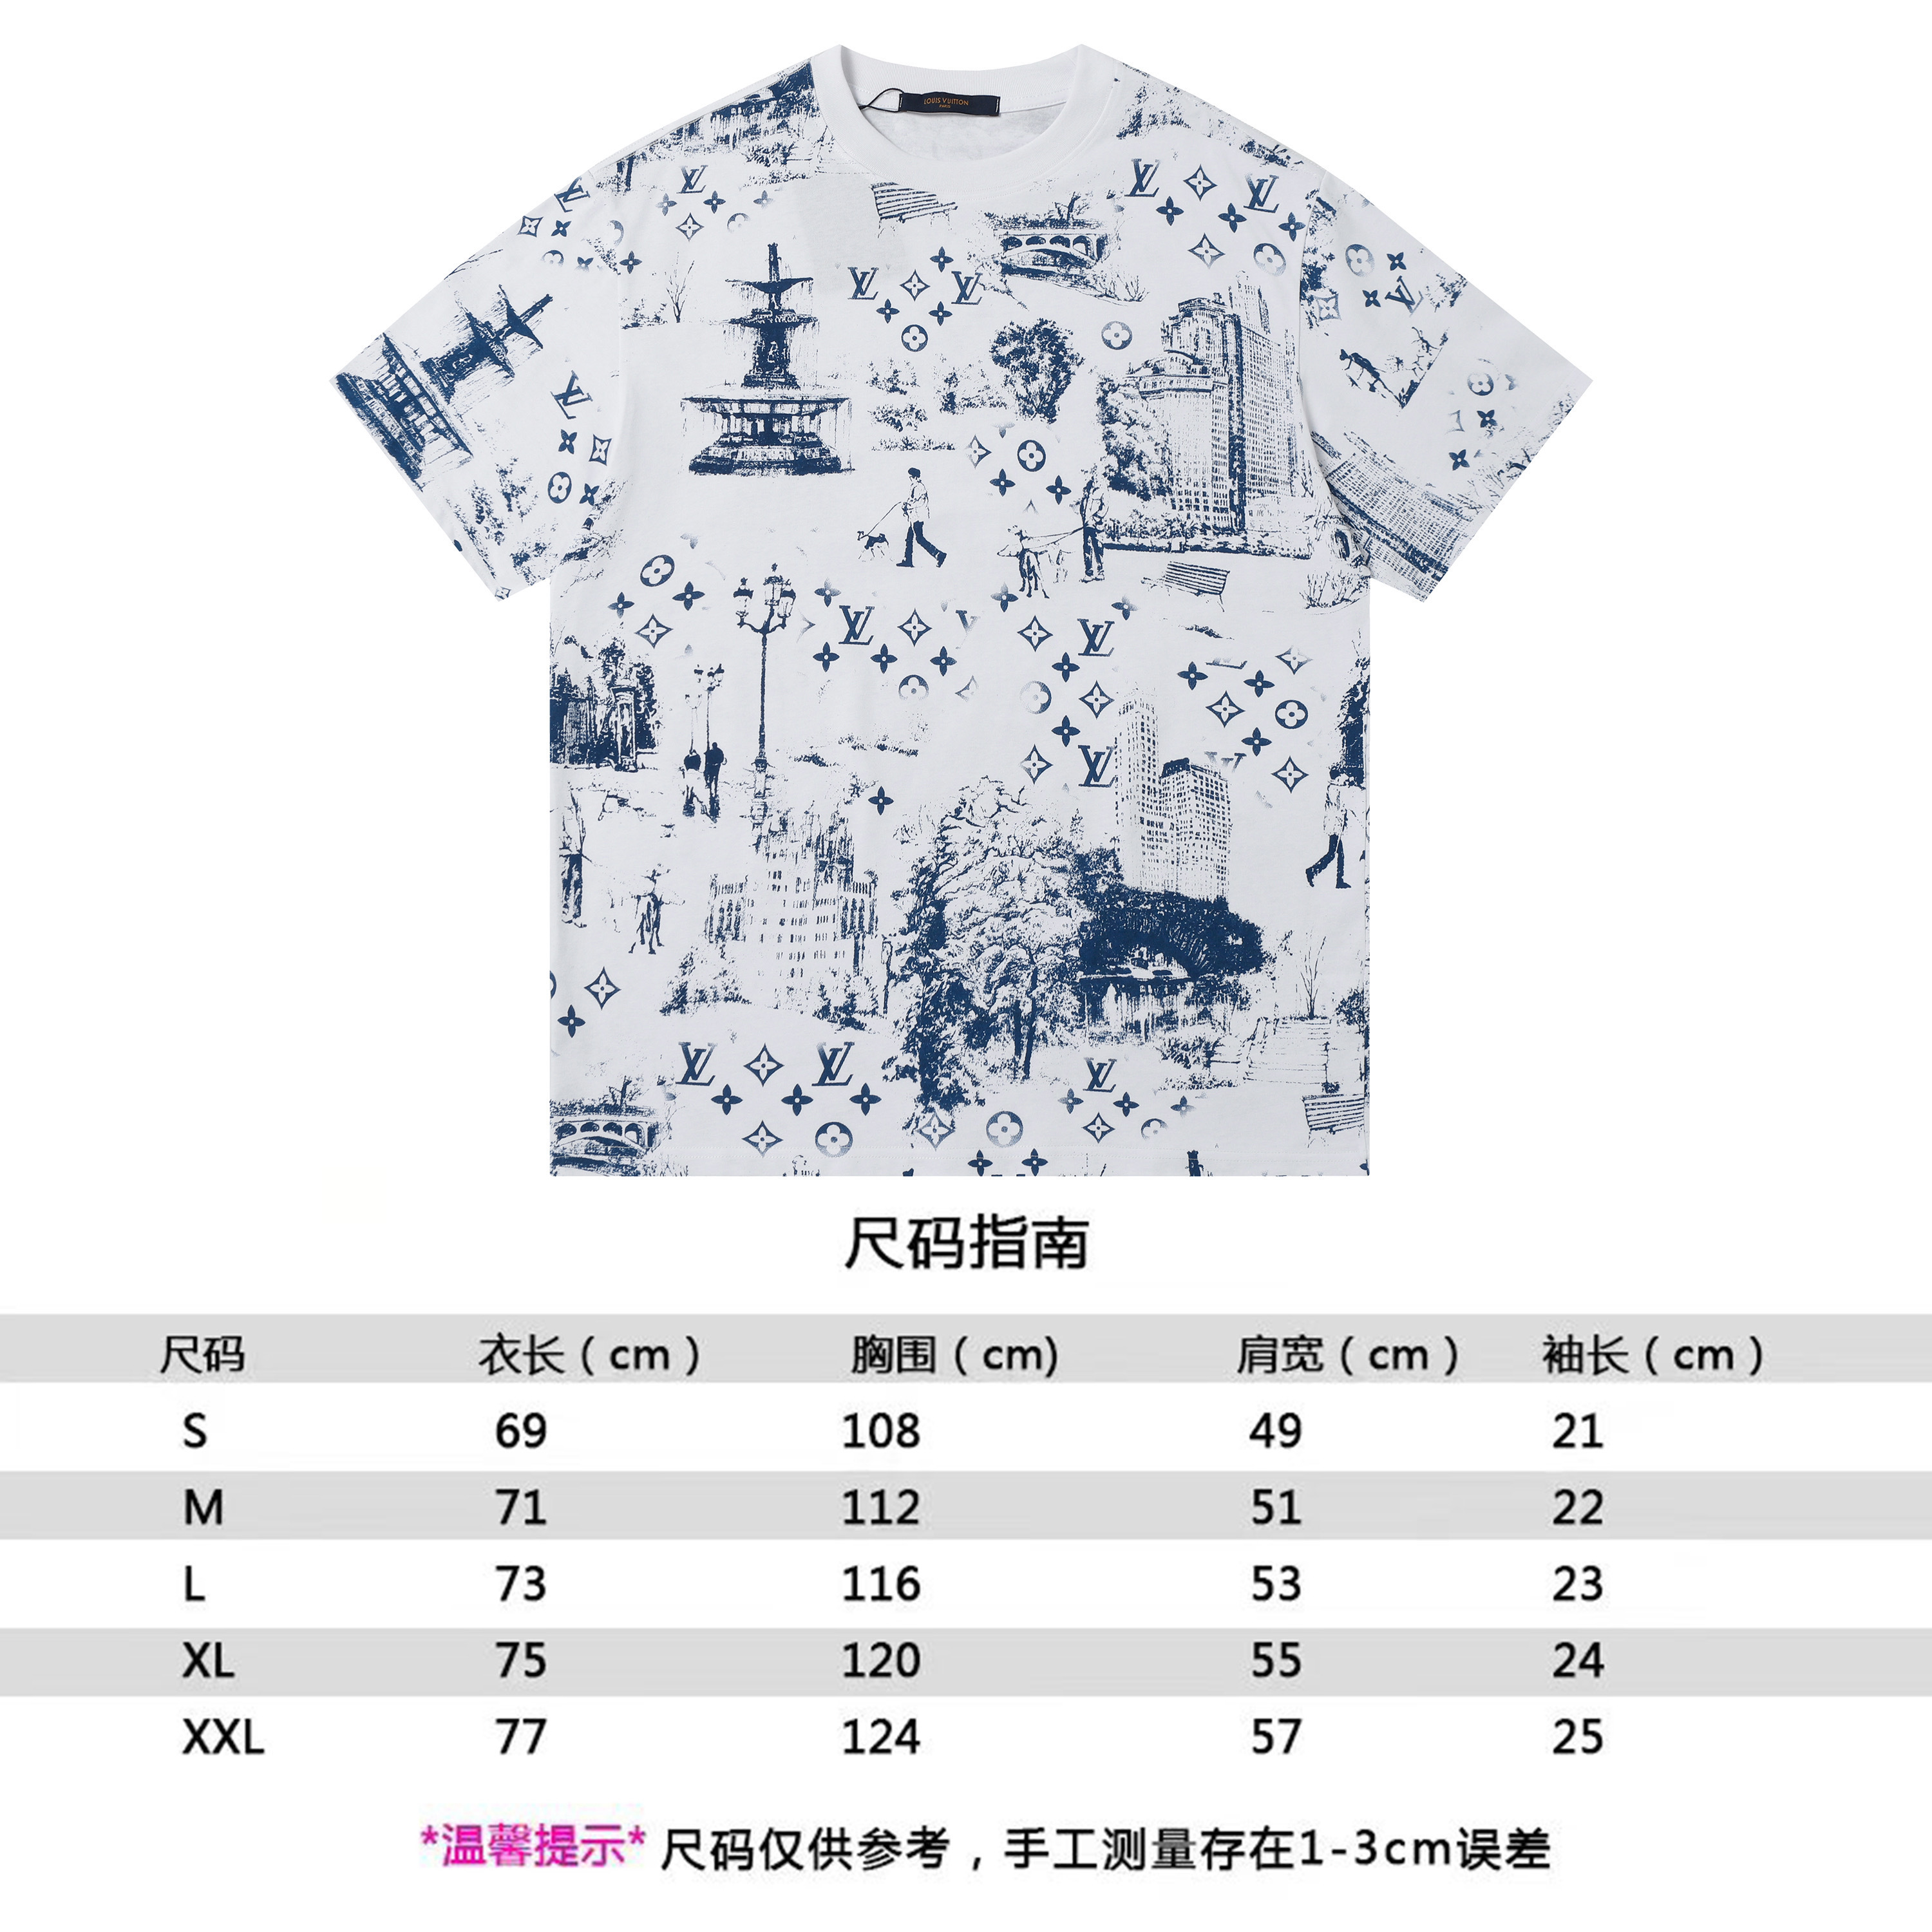 LOUIS VUITTON
PARIS
尺码指南
尺码 衣长（cm） 胸围（cm) 肩宽（cm） 袖长（cm）
S 69 108 49 21
M 71 112 51 22
L 73 116 53 23
XL 75 120 55 24
XXL 77 124 57 25
*温馨提示* 尺码仅供参考，手工测量存在1-3cm误差